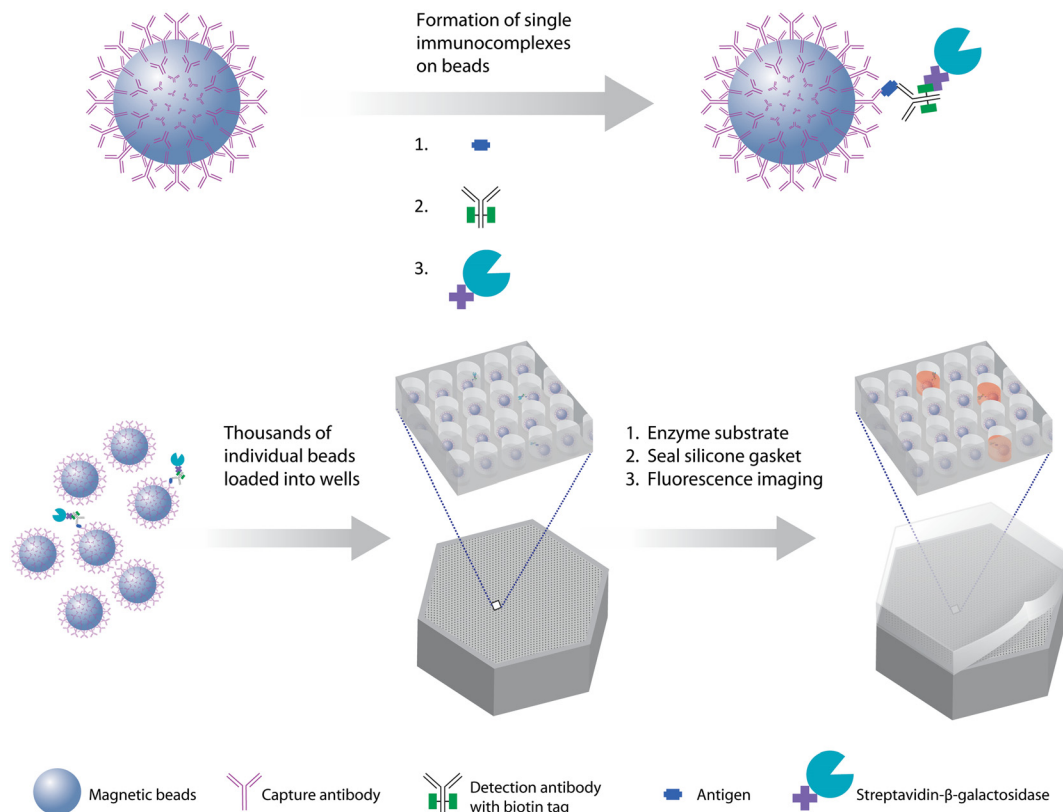 Formation of single
immunocomplexes
on beads
1.
2.
3.
Thousands of
individual beads
loaded into wells
1. Enzyme substrate
2. Seal silicone gasket
3. Fluorescence imaging
Magnetic beads
Capture antibody
Detection antibody
with biotin tag
Antigen
Streptavidin-β-galactosidase